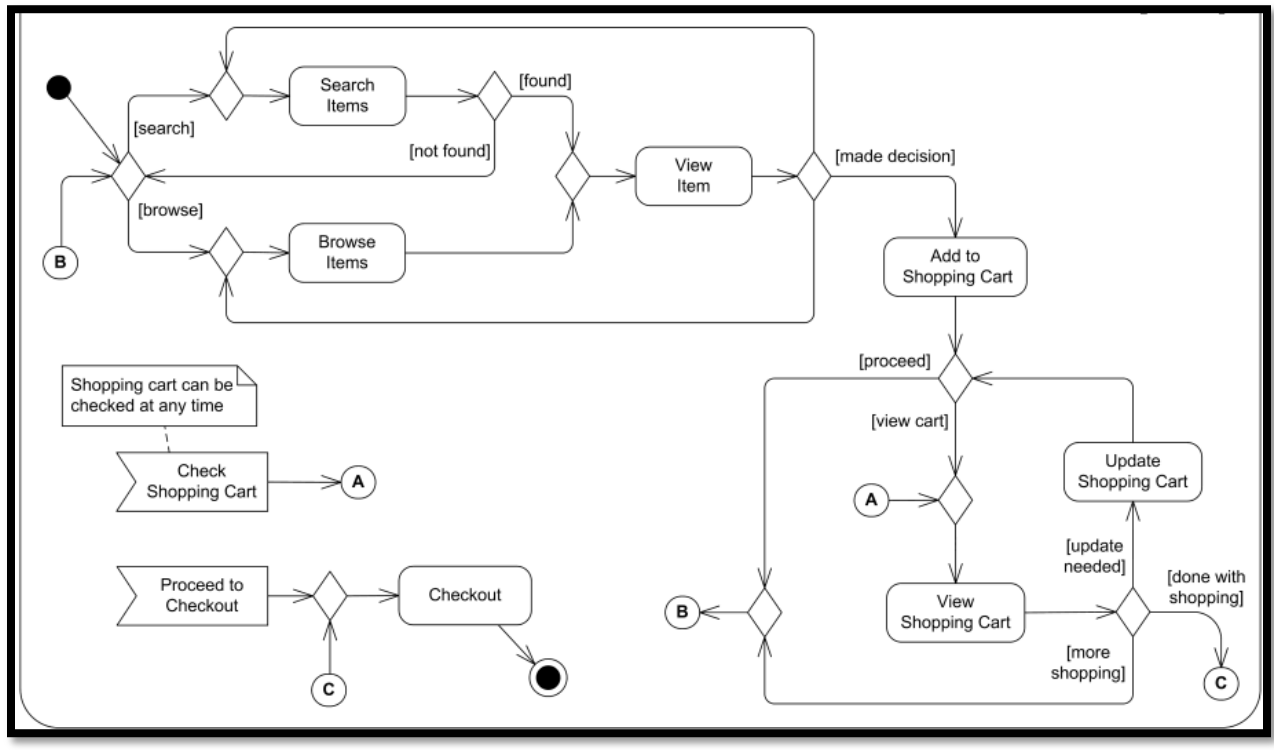 [found]
Search
Items
[search]
[not found]
[made decision]
View
Item
[browse]
Browse
Items
B
Add to
Shopping Cart
[proceed]
Shopping cart can be
checked at any time
[view cart]
Check
Shopping Cart
A
A
Update
Shopping Cart
[update
needed]
Proceed to
Checkout
Checkout
[done with
shopping]
View
Shopping Cart
B
[more
shopping]
C
C